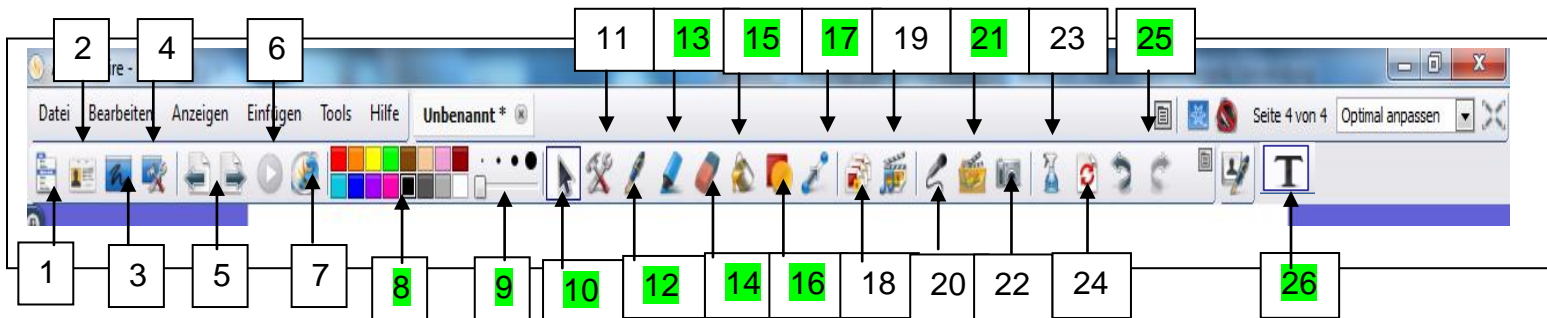 2 4 6 11 13 15 17 19 21 23 25
ire -
Datei Bearbeiten Anzeigen Einfügen Tools Hilfe Unbenannt * Seite 4 von 4 Optimal anpassen
T
1 3 5 7 8 9 10 12 14 16 18 20 22 24 26